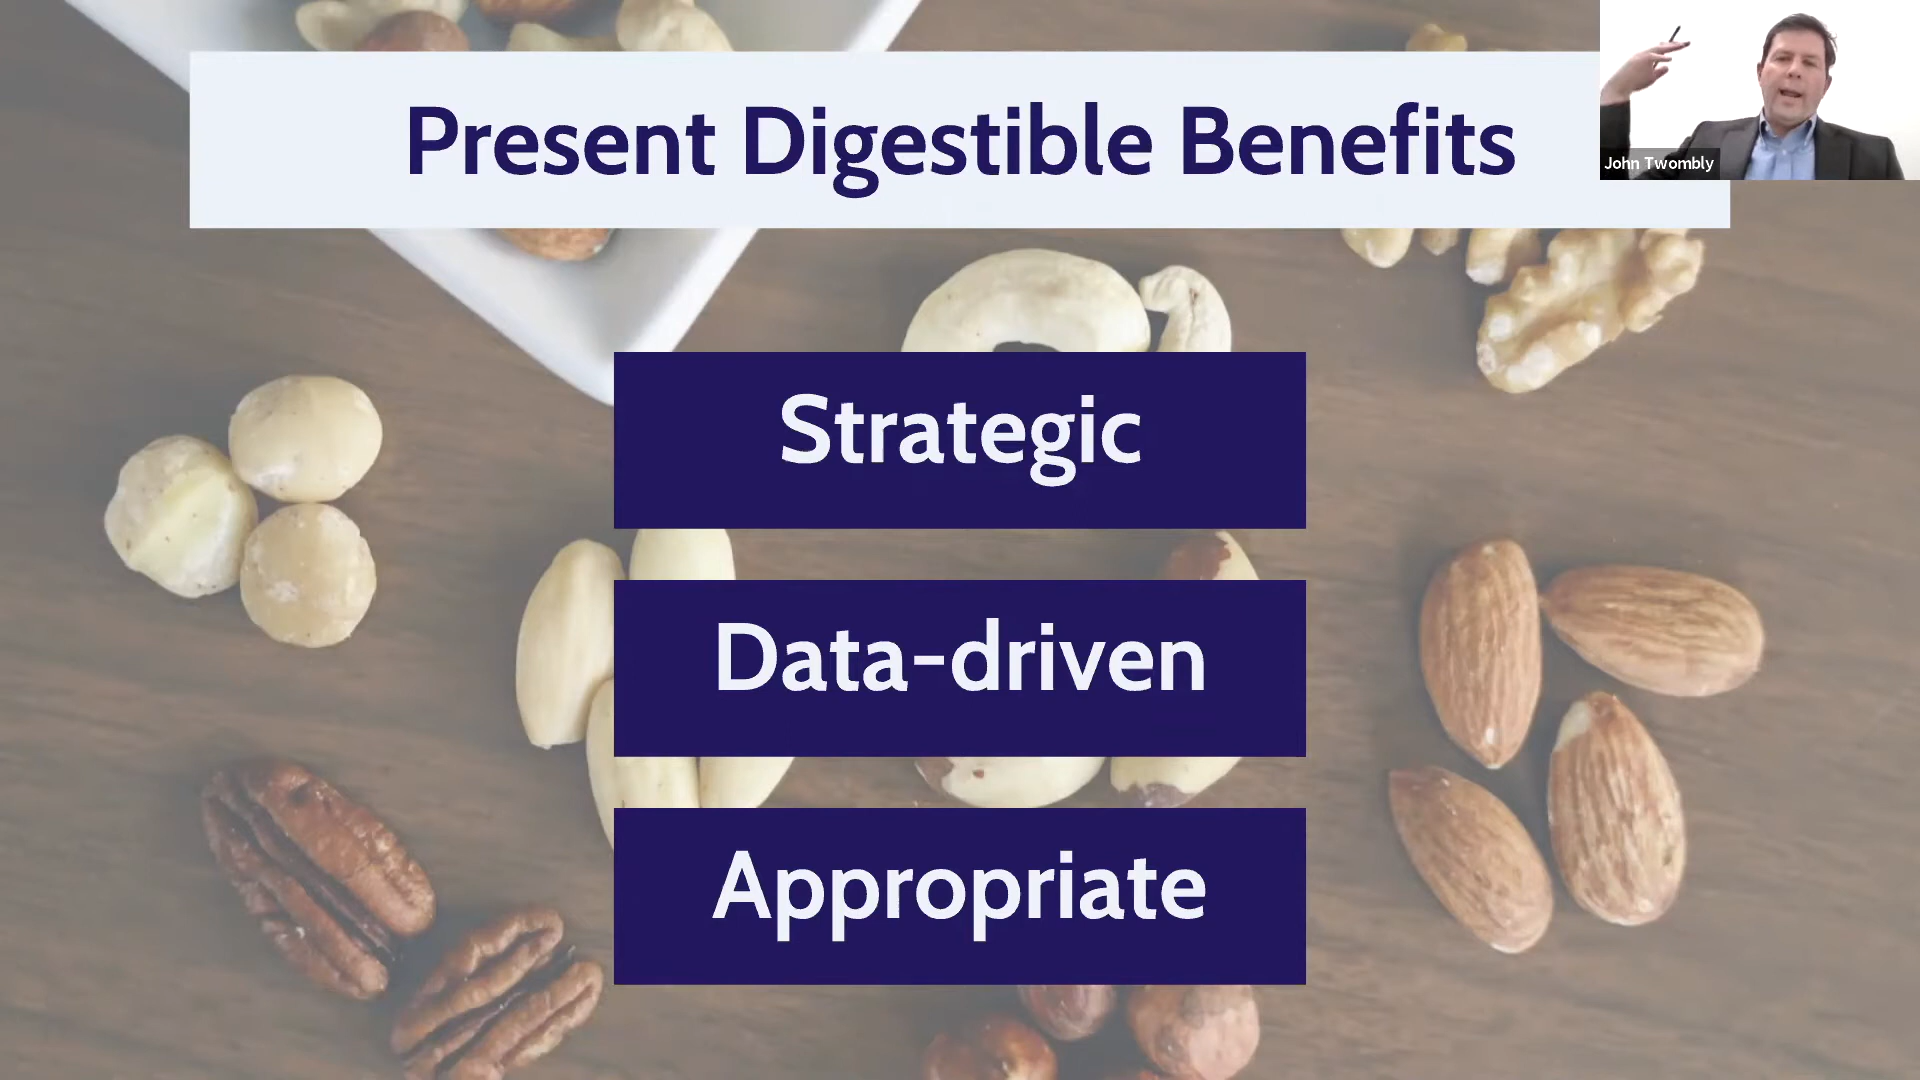 Present Digestible Benefits
John Twombly
Strategic
Data-driven
Appropriate